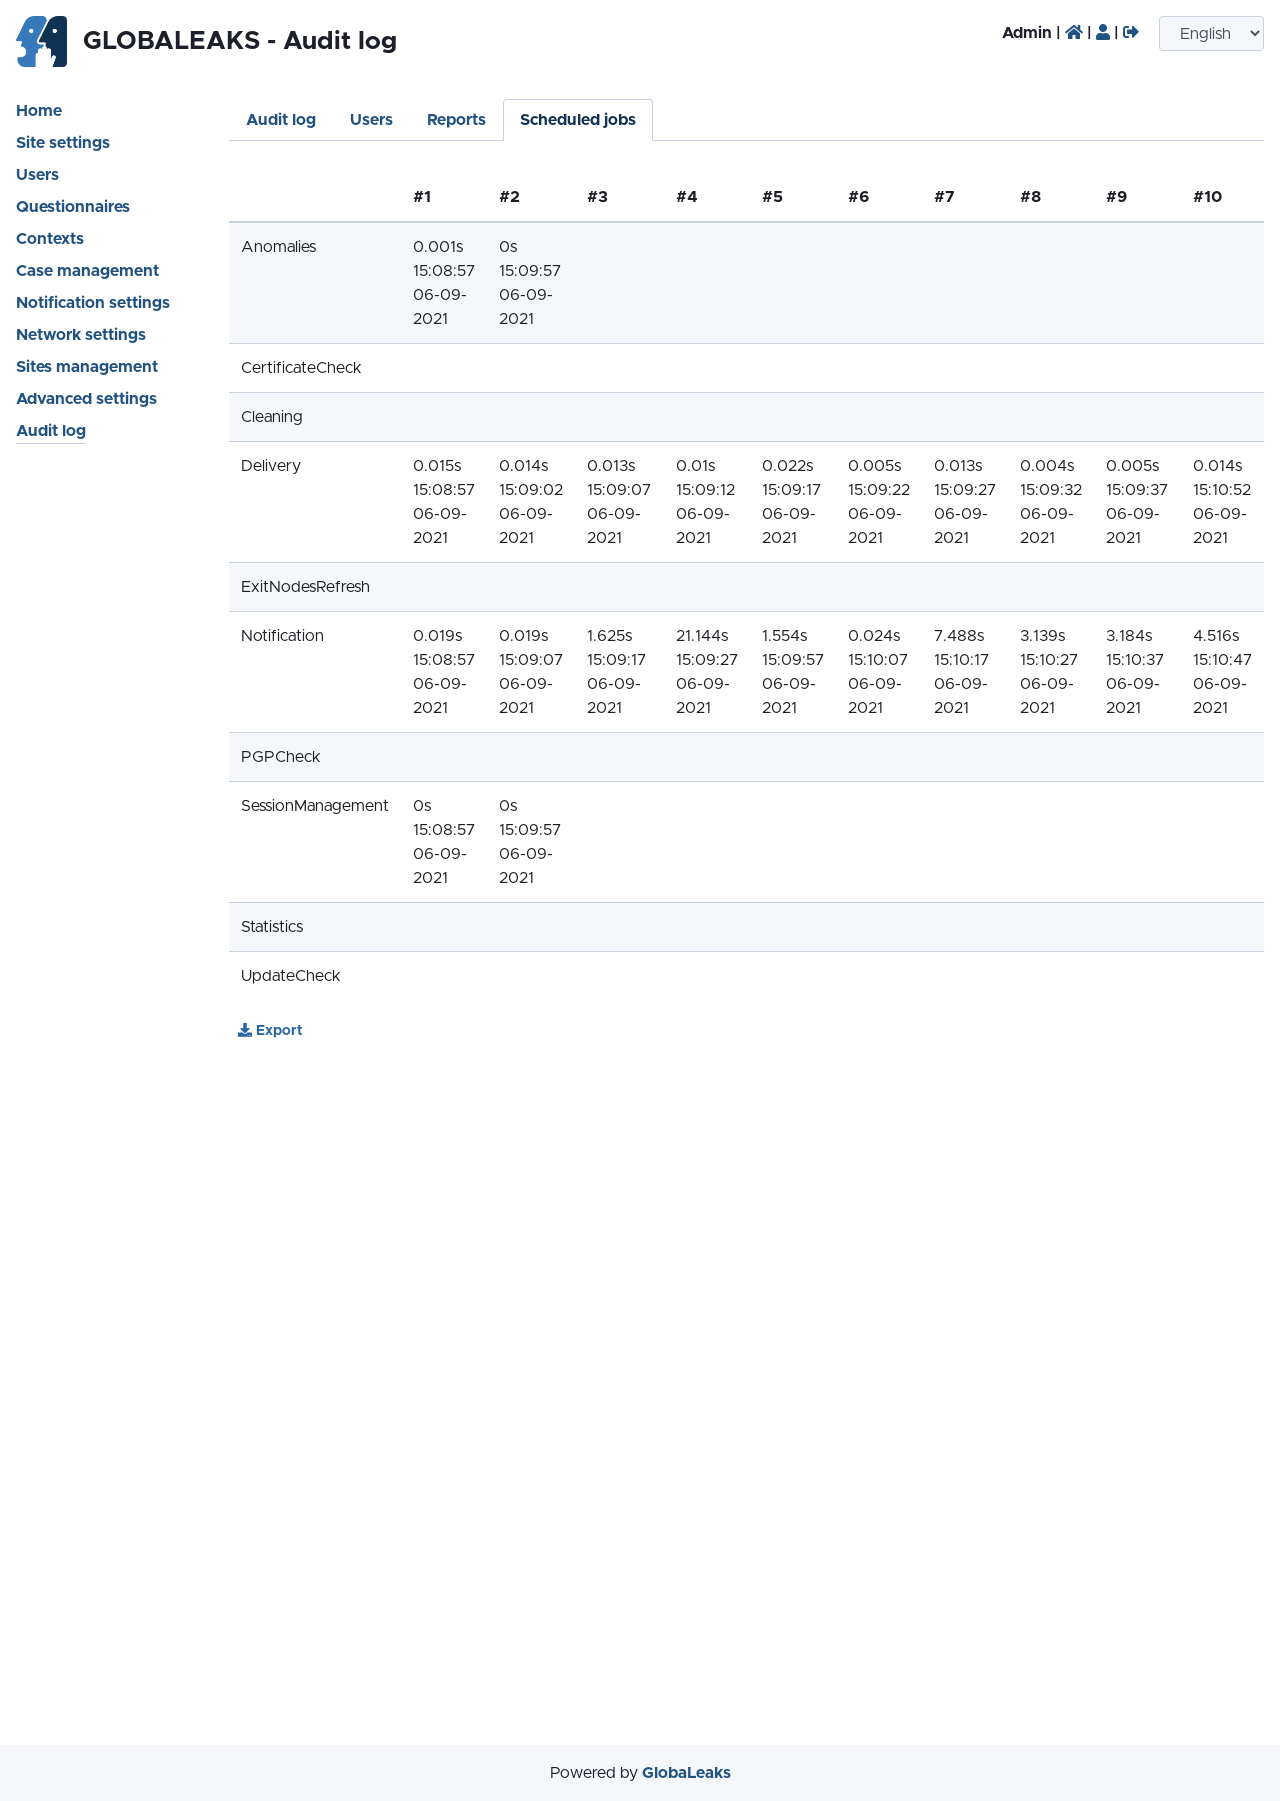 GLOBALEAKS - Audit log
Admin | | |
English
Home
Site settings
Users
Questionnaires
Contexts
Case management
Notification settings
Network settings
Sites management
Advanced settings
Audit log
Audit log Users Reports Scheduled jobs
#1 #2 #3 #4 #5 #6 #7 #8 #9 #10
Anomalies 0.001s 0s
15:08:57 15:09:57
06-09- 06-09-
2021 2021
CertificateCheck
Cleaning
Delivery 0.015s 0.014s 0.013s 0.01s 0.022s 0.005s 0.013s 0.004s 0.005s 0.014s
15:08:57 15:09:02 15:09:07 15:09:12 15:09:17 15:09:22 15:09:27 15:09:32 15:09:37 15:10:52
06-09- 06-09- 06-09- 06-09- 06-09- 06-09- 06-09- 06-09- 06-09- 06-09-
2021 2021 2021 2021 2021 2021 2021 2021 2021 2021
ExitNodesRefresh
Notification 0.019s 0.019s 1.625s 21.144s 1.554s 0.024s 7.488s 3.139s 3.184s 4.516s
15:08:57 15:09:07 15:09:17 15:09:27 15:09:57 15:10:07 15:10:17 15:10:27 15:10:37 15:10:47
06-09- 06-09- 06-09- 06-09- 06-09- 06-09- 06-09- 06-09- 06-09- 06-09-
2021 2021 2021 2021 2021 2021 2021 2021 2021 2021
PGPCheck
SessionManagement 0s 0s
15:08:57 15:09:57
06-09- 06-09-
2021 2021
Statistics
UpdateCheck
Export
Powered by GlobaLeaks